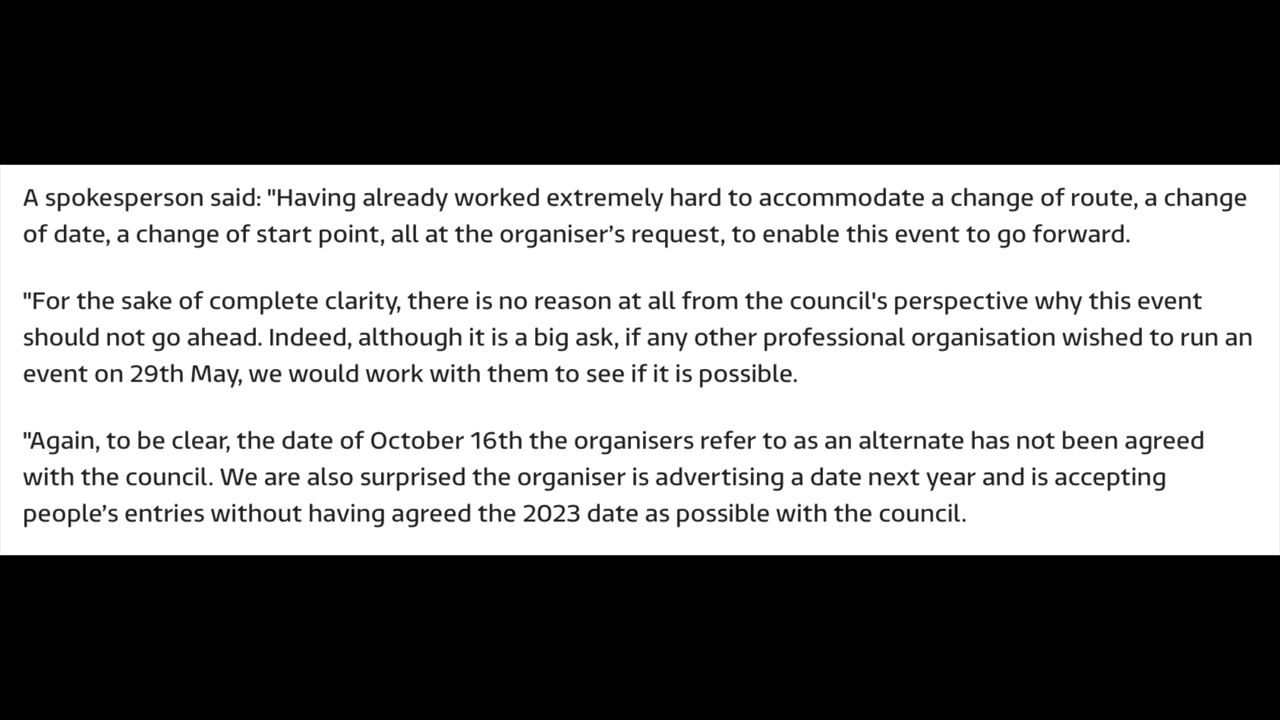 A spokesperson said: "Having already worked extremely hard to accommodate a change of route, a change
of date, a change of start point, all at the organiser’s request, to enable this event to go forward.
"For the sake of complete clarity, there is no reason at all from the council's perspective why this event
should not go ahead. Indeed, although it is a big ask, if any other professional organisation wished to run an
event on 29th May, we would work with them to see if it is possible.
"Again, to be clear, the date of October 16th the organisers refer to as an alternate has not been agreed
with the council. We are also surprised the organiser is advertising a date next year and is accepting
people’s entries without having agreed the 2023 date as possible with the council.